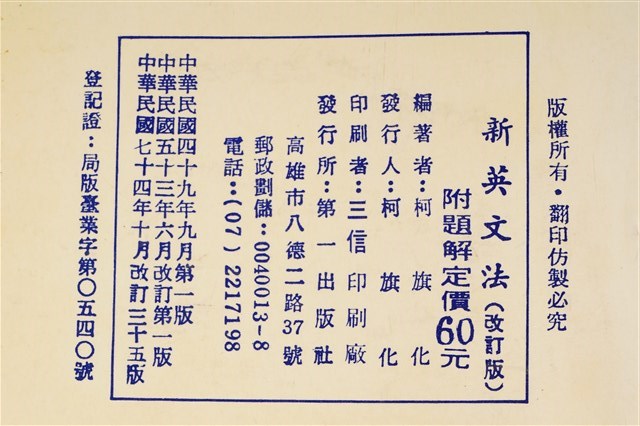 版權所有・翻印仿製必究
新英文法(改訂版)
附題解定價60元
編著者:柯旗化
發行人:柯旗化
印刷者:三信印刷廠
發行所:第一出版社
高雄市八德二路37號
郵政劃儲:0040013-8
電話:(07)2217198
中華民國四十九年九月第一版
中華民國五十三年六月改訂第一版
中華民國七十四年十月改訂三十五版
登記證:局版臺業字第〇五四〇號